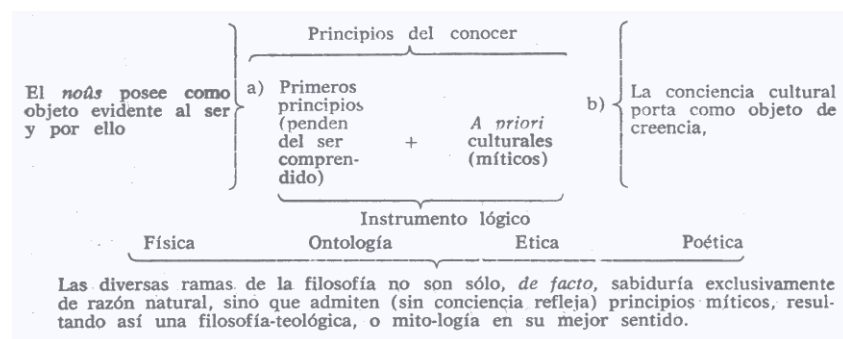 Principios del conocer
El noûs posee como
objeto evidente al ser
y por ello
a) Primeros
principios
(penden
del ser
compren-
dido)
+
A priori
culturales
(míticos)
b)
La conciencia cultural
porta como objeto de
creencia,
Instrumento lógico
Física Ontología Etica Poética
Las diversas ramas de la filosofía no son sólo, de facto, sabiduría exclusivamente
de razón natural, sino que admiten (sin conciencia refleja) principios míticos, resul-
tando así una filosofía-teológica, o mito-logía en su mejor sentido.